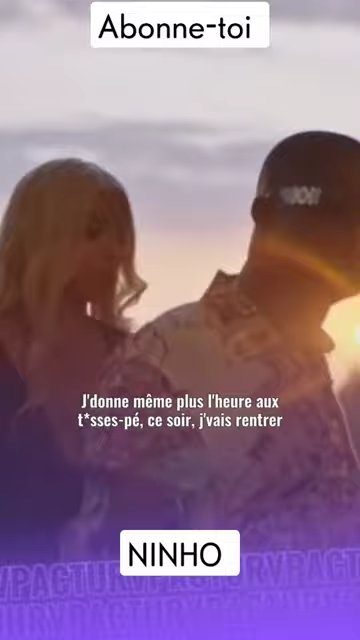 Abonne-toi
J'donne même plus l'heure aux
t*sses-pé, ce soir, j'vais rentrer
NINHO